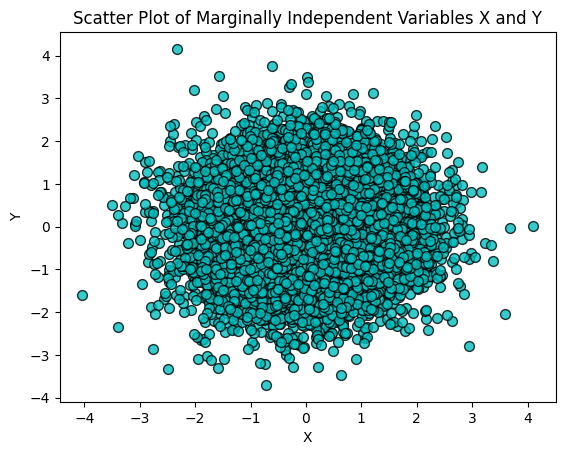 Scatter Plot of Marginally Independent Variables X and Y
4
3
2
1
0
−1
−2
−3
−4
Y
−4 −3 −2 −1 0 1 2 3 4
X